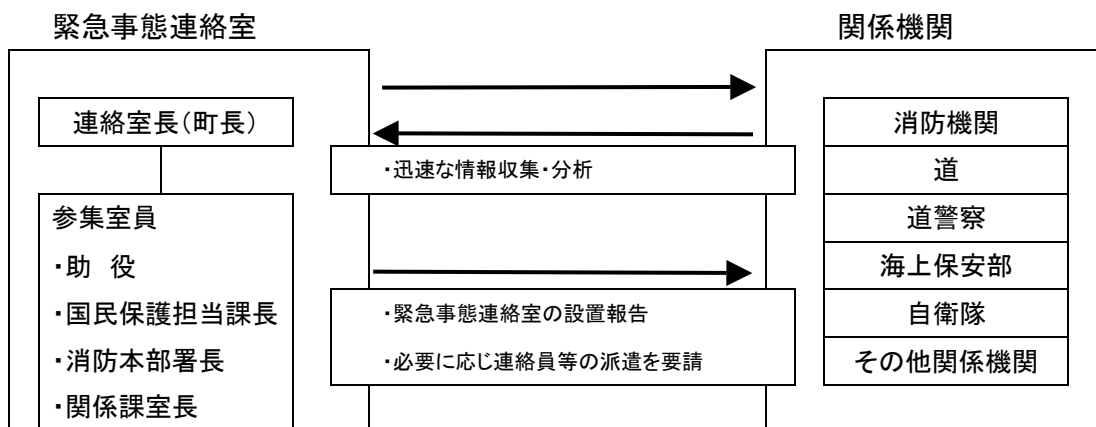 緊急事態連絡室
関係機関
連絡室長(町長)
参集室員
・助　役
・国民保護担当課長
・消防本部署長
・関係課室長
・迅速な情報収集・分析
・緊急事態連絡室の設置報告
・必要に応じ連絡員等の派遣を要請
消防機関
道
道警察
海上保安部
自衛隊
その他関係機関